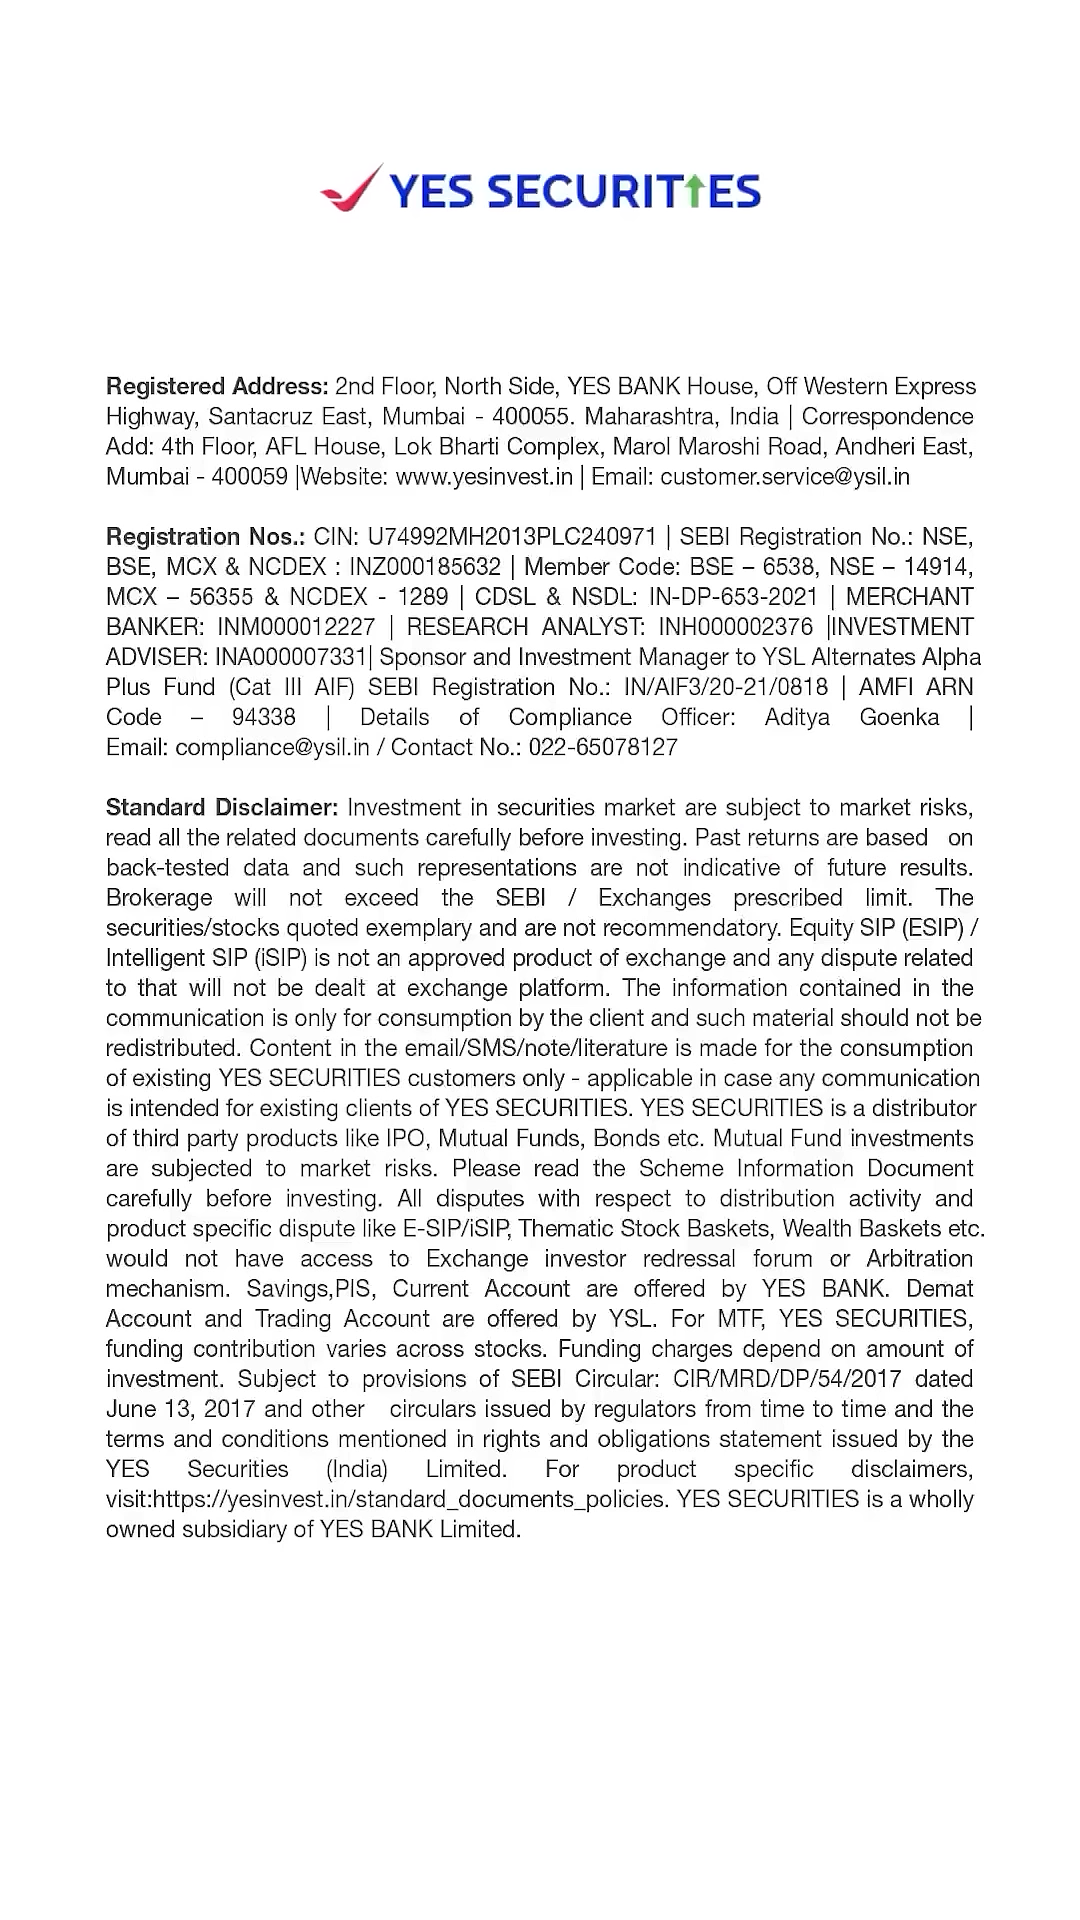 YES SECURITIES
Registered Address: 2nd Floor, North Side, YES BANK House, Off Western Express
Highway, Santacruz East, Mumbai - 400055. Maharashtra, India | Correspondence
Add: 4th Floor, AFL House, Lok Bharti Complex, Marol Maroshi Road, Andheri East,
Mumbai - 400059 |Website: www.yesinvest.in | Email: customer.service@ysil.in
Registration Nos.: CIN: U74992MH2013PLC240971 | SEBI Registration No.: NSE,
BSE, MCX & NCDEX : INZ000185632 | Member Code: BSE – 6538, NSE – 14914,
MCX – 56355 & NCDEX - 1289 | CDSL & NSDL: IN-DP-653-2021 | MERCHANT
BANKER: INM000012227 | RESEARCH ANALYST: INH000002376 |INVESTMENT
ADVISER: INA000007331| Sponsor and Investment Manager to YSL Alternates Alpha
Plus Fund (Cat III AIF) SEBI Registration No.: IN/AIF3/20-21/0818 | AMFI ARN
Code – 94338 | Details of Compliance Officer: Aditya Goenka |
Email: compliance@ysil.in / Contact No.: 022-65078127
Standard Disclaimer: Investment in securities market are subject to market risks,
read all the related documents carefully before investing. Past returns are based on
back-tested data and such representations are not indicative of future results.
Brokerage will not exceed the SEBI / Exchanges prescribed limit. The
securities/stocks quoted exemplary and are not recommendatory. Equity SIP (ESIP) /
Intelligent SIP (iSIP) is not an approved product of exchange and any dispute related
to that will not be dealt at exchange platform. The information contained in the
communication is only for consumption by the client and such material should not be
redistributed. Content in the email/SMS/note/literature is made for the consumption
of existing YES SECURITIES customers only - applicable in case any communication
is intended for existing clients of YES SECURITIES. YES SECURITIES is a distributor
of third party products like IPO, Mutual Funds, Bonds etc. Mutual Fund investments
are subjected to market risks. Please read the Scheme Information Document
carefully before investing. All disputes with respect to distribution activity and
product specific dispute like E-SIP/iSIP, Thematic Stock Baskets, Wealth Baskets etc.
would not have access to Exchange investor redressal forum or Arbitration
mechanism. Savings,PIS, Current Account are offered by YES BANK. Demat
Account and Trading Account are offered by YSL. For MTF, YES SECURITIES,
funding contribution varies across stocks. Funding charges depend on amount of
investment. Subject to provisions of SEBI Circular: CIR/MRD/DP/54/2017 dated
June 13, 2017 and other circulars issued by regulators from time to time and the
terms and conditions mentioned in rights and obligations statement issued by the
YES Securities (India) Limited. For product specific disclaimers,
visit:https://yesinvest.in/standard_documents_policies. YES SECURITIES is a wholly
owned subsidiary of YES BANK Limited.